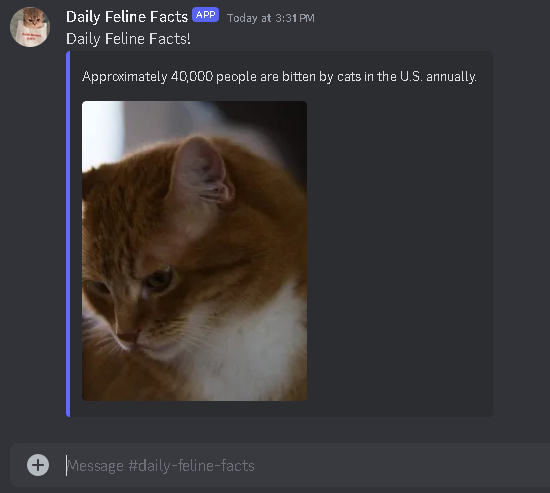 Daily Feline Facts APP Today at 3:31 PM
Daily Feline Facts!
Approximately 40,000 people are bitten by cats in the U.S. annually.
Message #daily-feline-facts